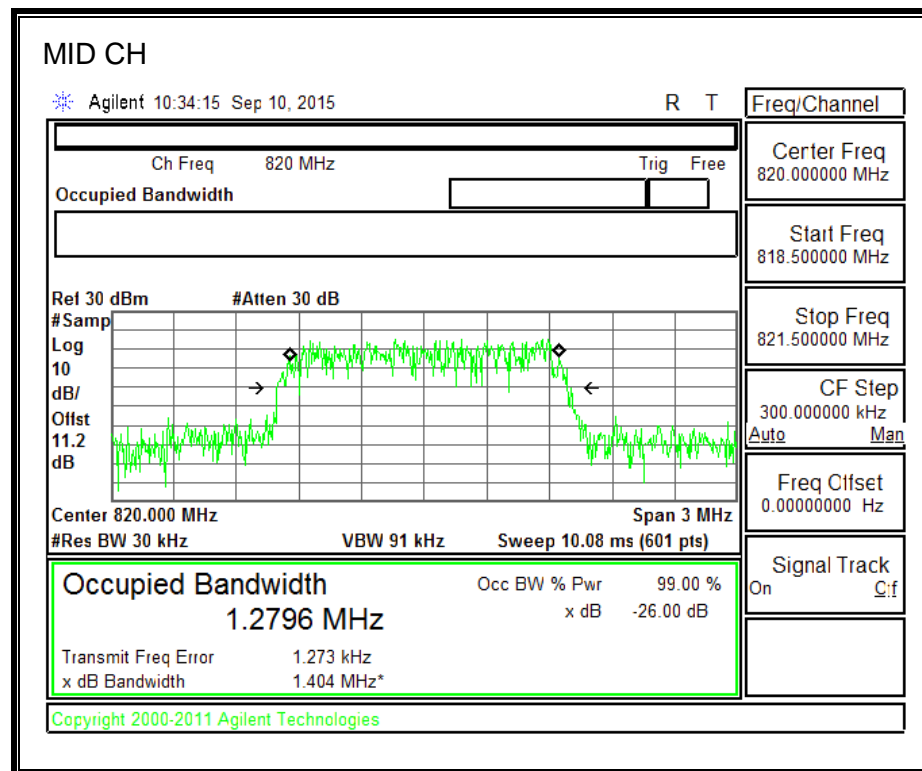 MID CH
Agilent 10:34:15 Sep 10, 2015 R T
Freq/Channel
Ch Freq 820 MHz Trig Free
Occupied Bandwidth
Center Freq
820.000000 MHz
Start Freq
818.500000 MHz
Stop Freq
821.500000 MHz
CF Step
300.000000 kHz
Auto Man
Freq Offset
0.00000000 Hz
Signal Track
On Off
Ref 30 dBm #Atten 30 dB
#Samp
Log
10
dB/
Offst
11.2
dB
Center 820.000 MHz Span 3 MHz
#Res BW 30 kHz VBW 91 kHz Sweep 10.08 ms (601 pts)
Occupied Bandwidth Occ BW % Pwr 99.00 %
1.2796 MHz x dB -26.00 dB
Transmit Freq Error 1.273 kHz
x dB Bandwidth 1.404 MHz*
Copyright 2000-2011 Agilent Technologies